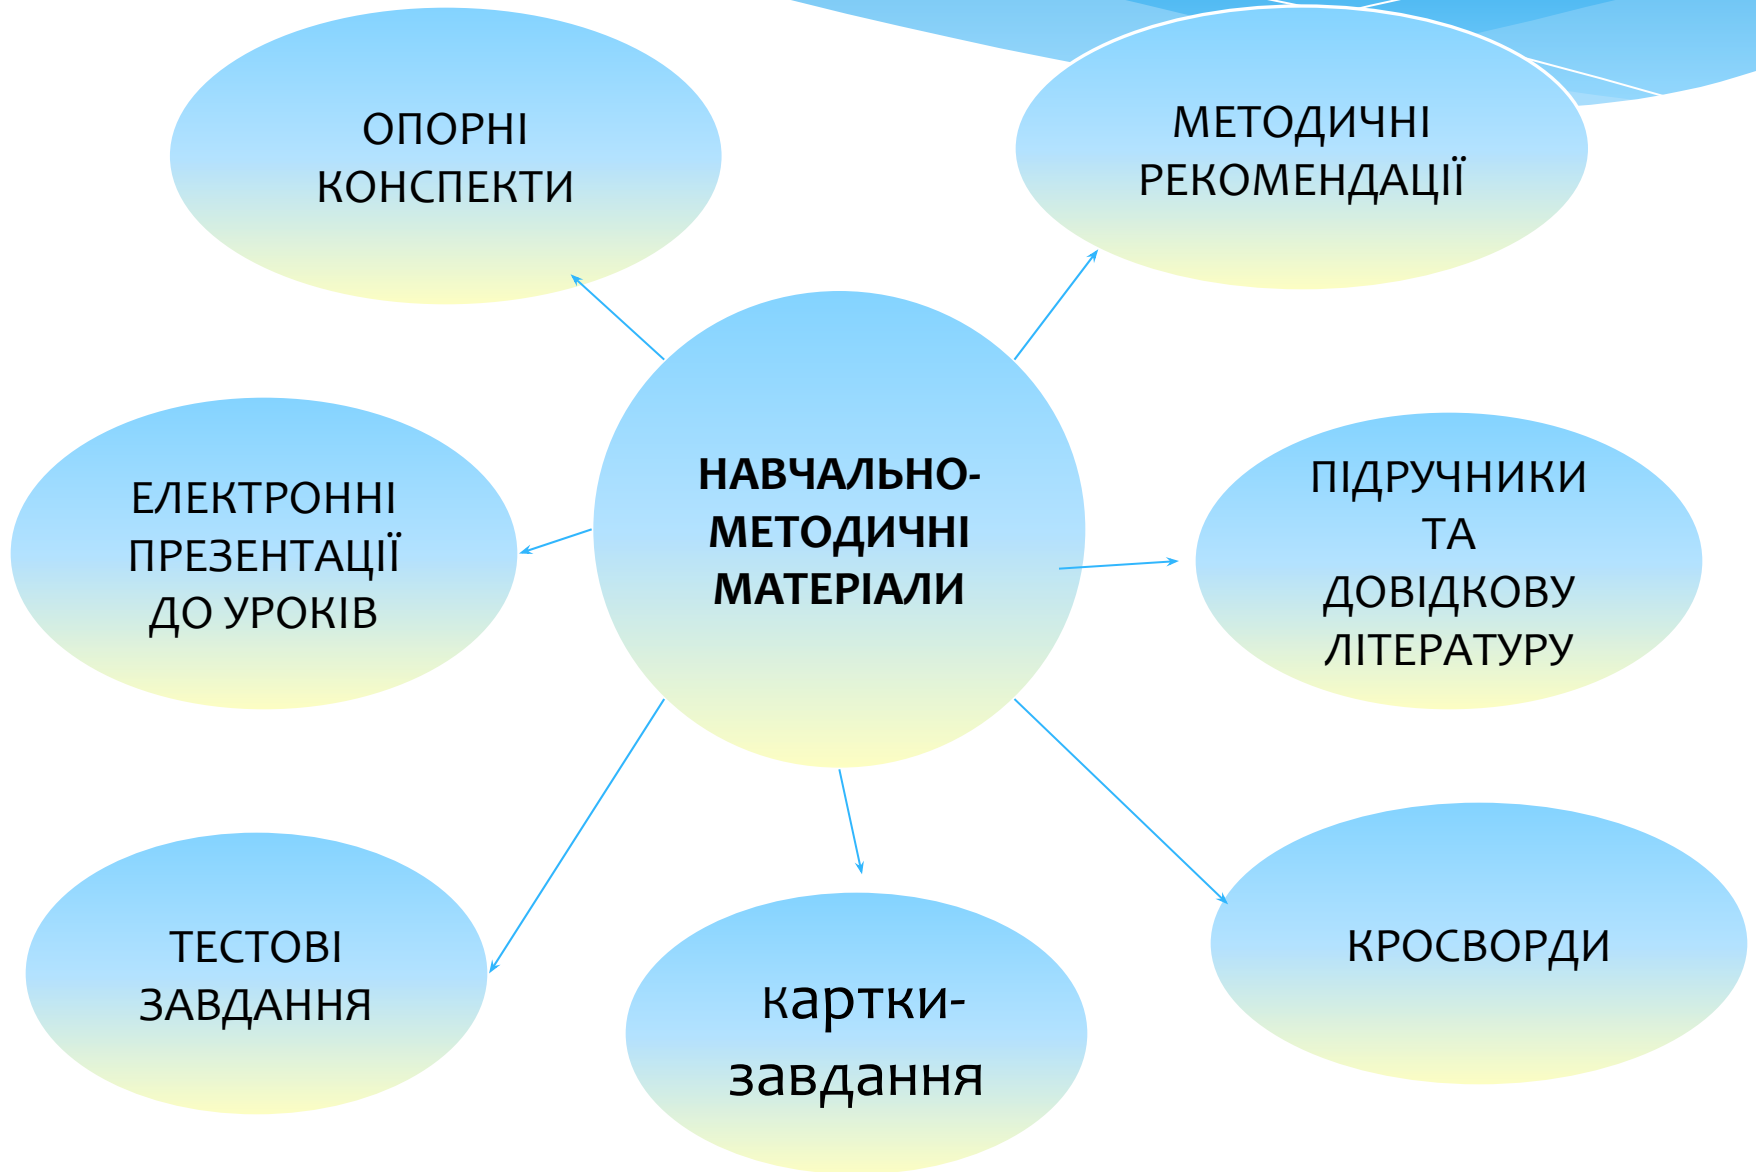 ОПОРНІ
КОНСПЕКТИ
МЕТОДИЧНІ
РЕКОМЕНДАЦІЇ
НАВЧАЛЬНО-
МЕТОДИЧНІ
МАТЕРІАЛИ
ЕЛЕКТРОННІ
ПРЕЗЕНТАЦІЇ
ДО УРОКІВ
ПІДРУЧНИКИ
ТА
ДОВІДКОВУ
ЛІТЕРАТУРУ
ТЕСТОВІ
ЗАВДАННЯ
картки-
завдання
КРОСВОРДИ